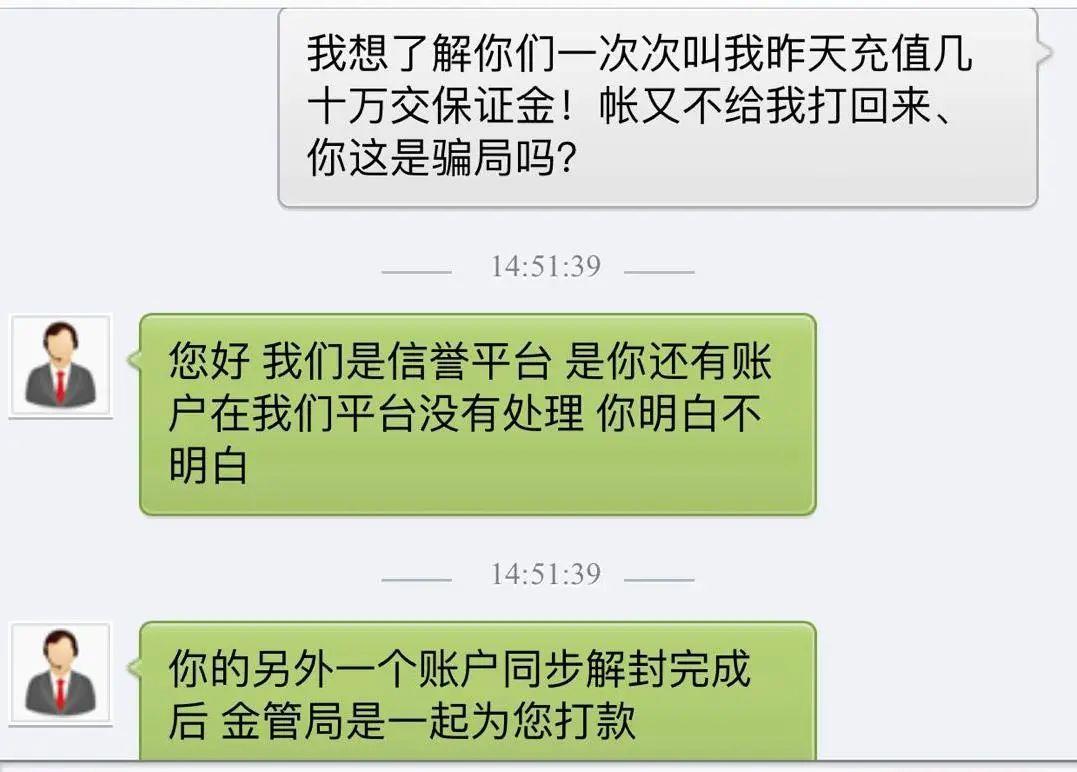 我想了解你们一次次叫我昨天充值几
十万交保证金！帐又不给我打回来、
你这是骗局吗？
14:51:39
您好 我们是信誉平台 是你还有账
户在我们平台没有处理 你明白不
明白
14:51:39
你的另外一个账户同步解封完成
后 金管局是一起为您打款